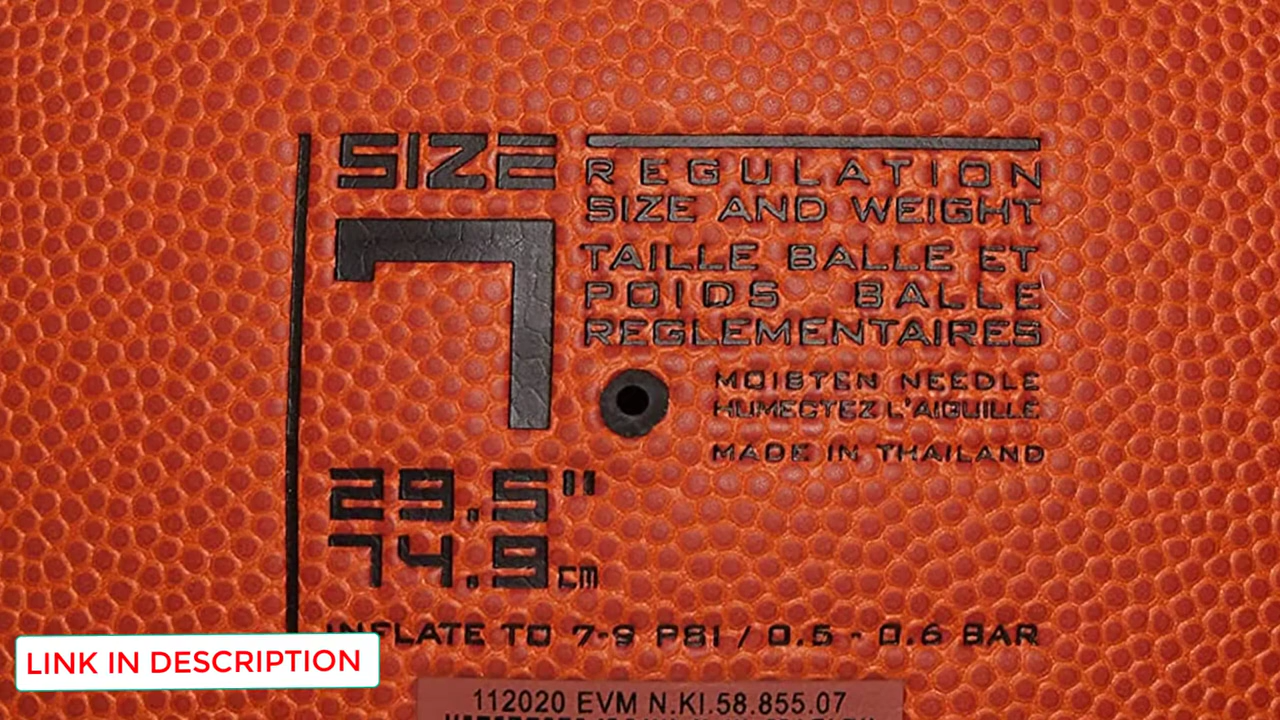 SIZE
7
29.5"
74.9cm
REGULATION
SIZE AND WEIGHT
TAILLE BALLE ET
POIDS BALLE
REGLEMENTAIRES
MOISTEN NEEDLE
HUMECTEZ L'AIGUILLE
MADE IN THAILAND
INFLATE TO 7-9 PSI / 0.5 - 0.6 BAR
LINK IN DESCRIPTION
112020 EVM N.KI.58.855.07